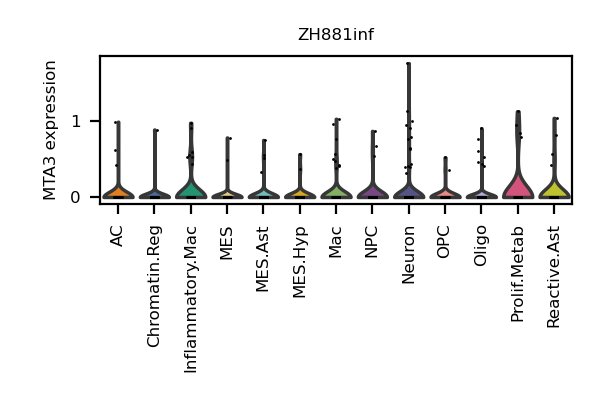 ZH881inf
MTA3 expression
1
0
AC
Chromatin.Reg
Inflammatory.Mac
MES
MES.Ast
MES.Hyp
Mac
NPC
Neuron
OPC
Oligo
Prolif.Metab
Reactive.Ast